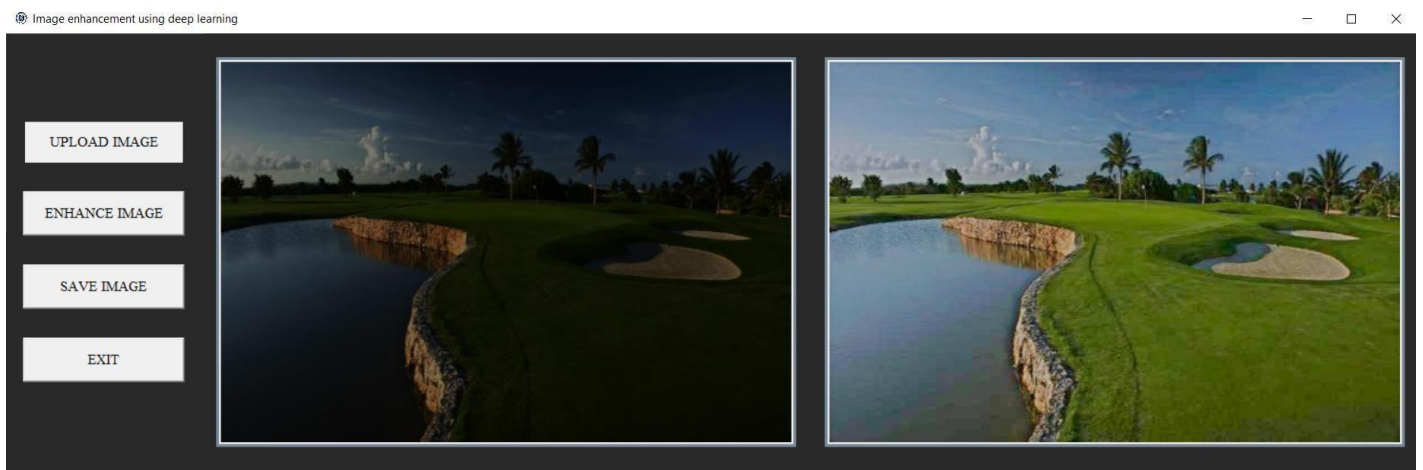 Image enhancement using deep learning
UPLOAD IMAGE
ENHANCE IMAGE
SAVE IMAGE
EXIT